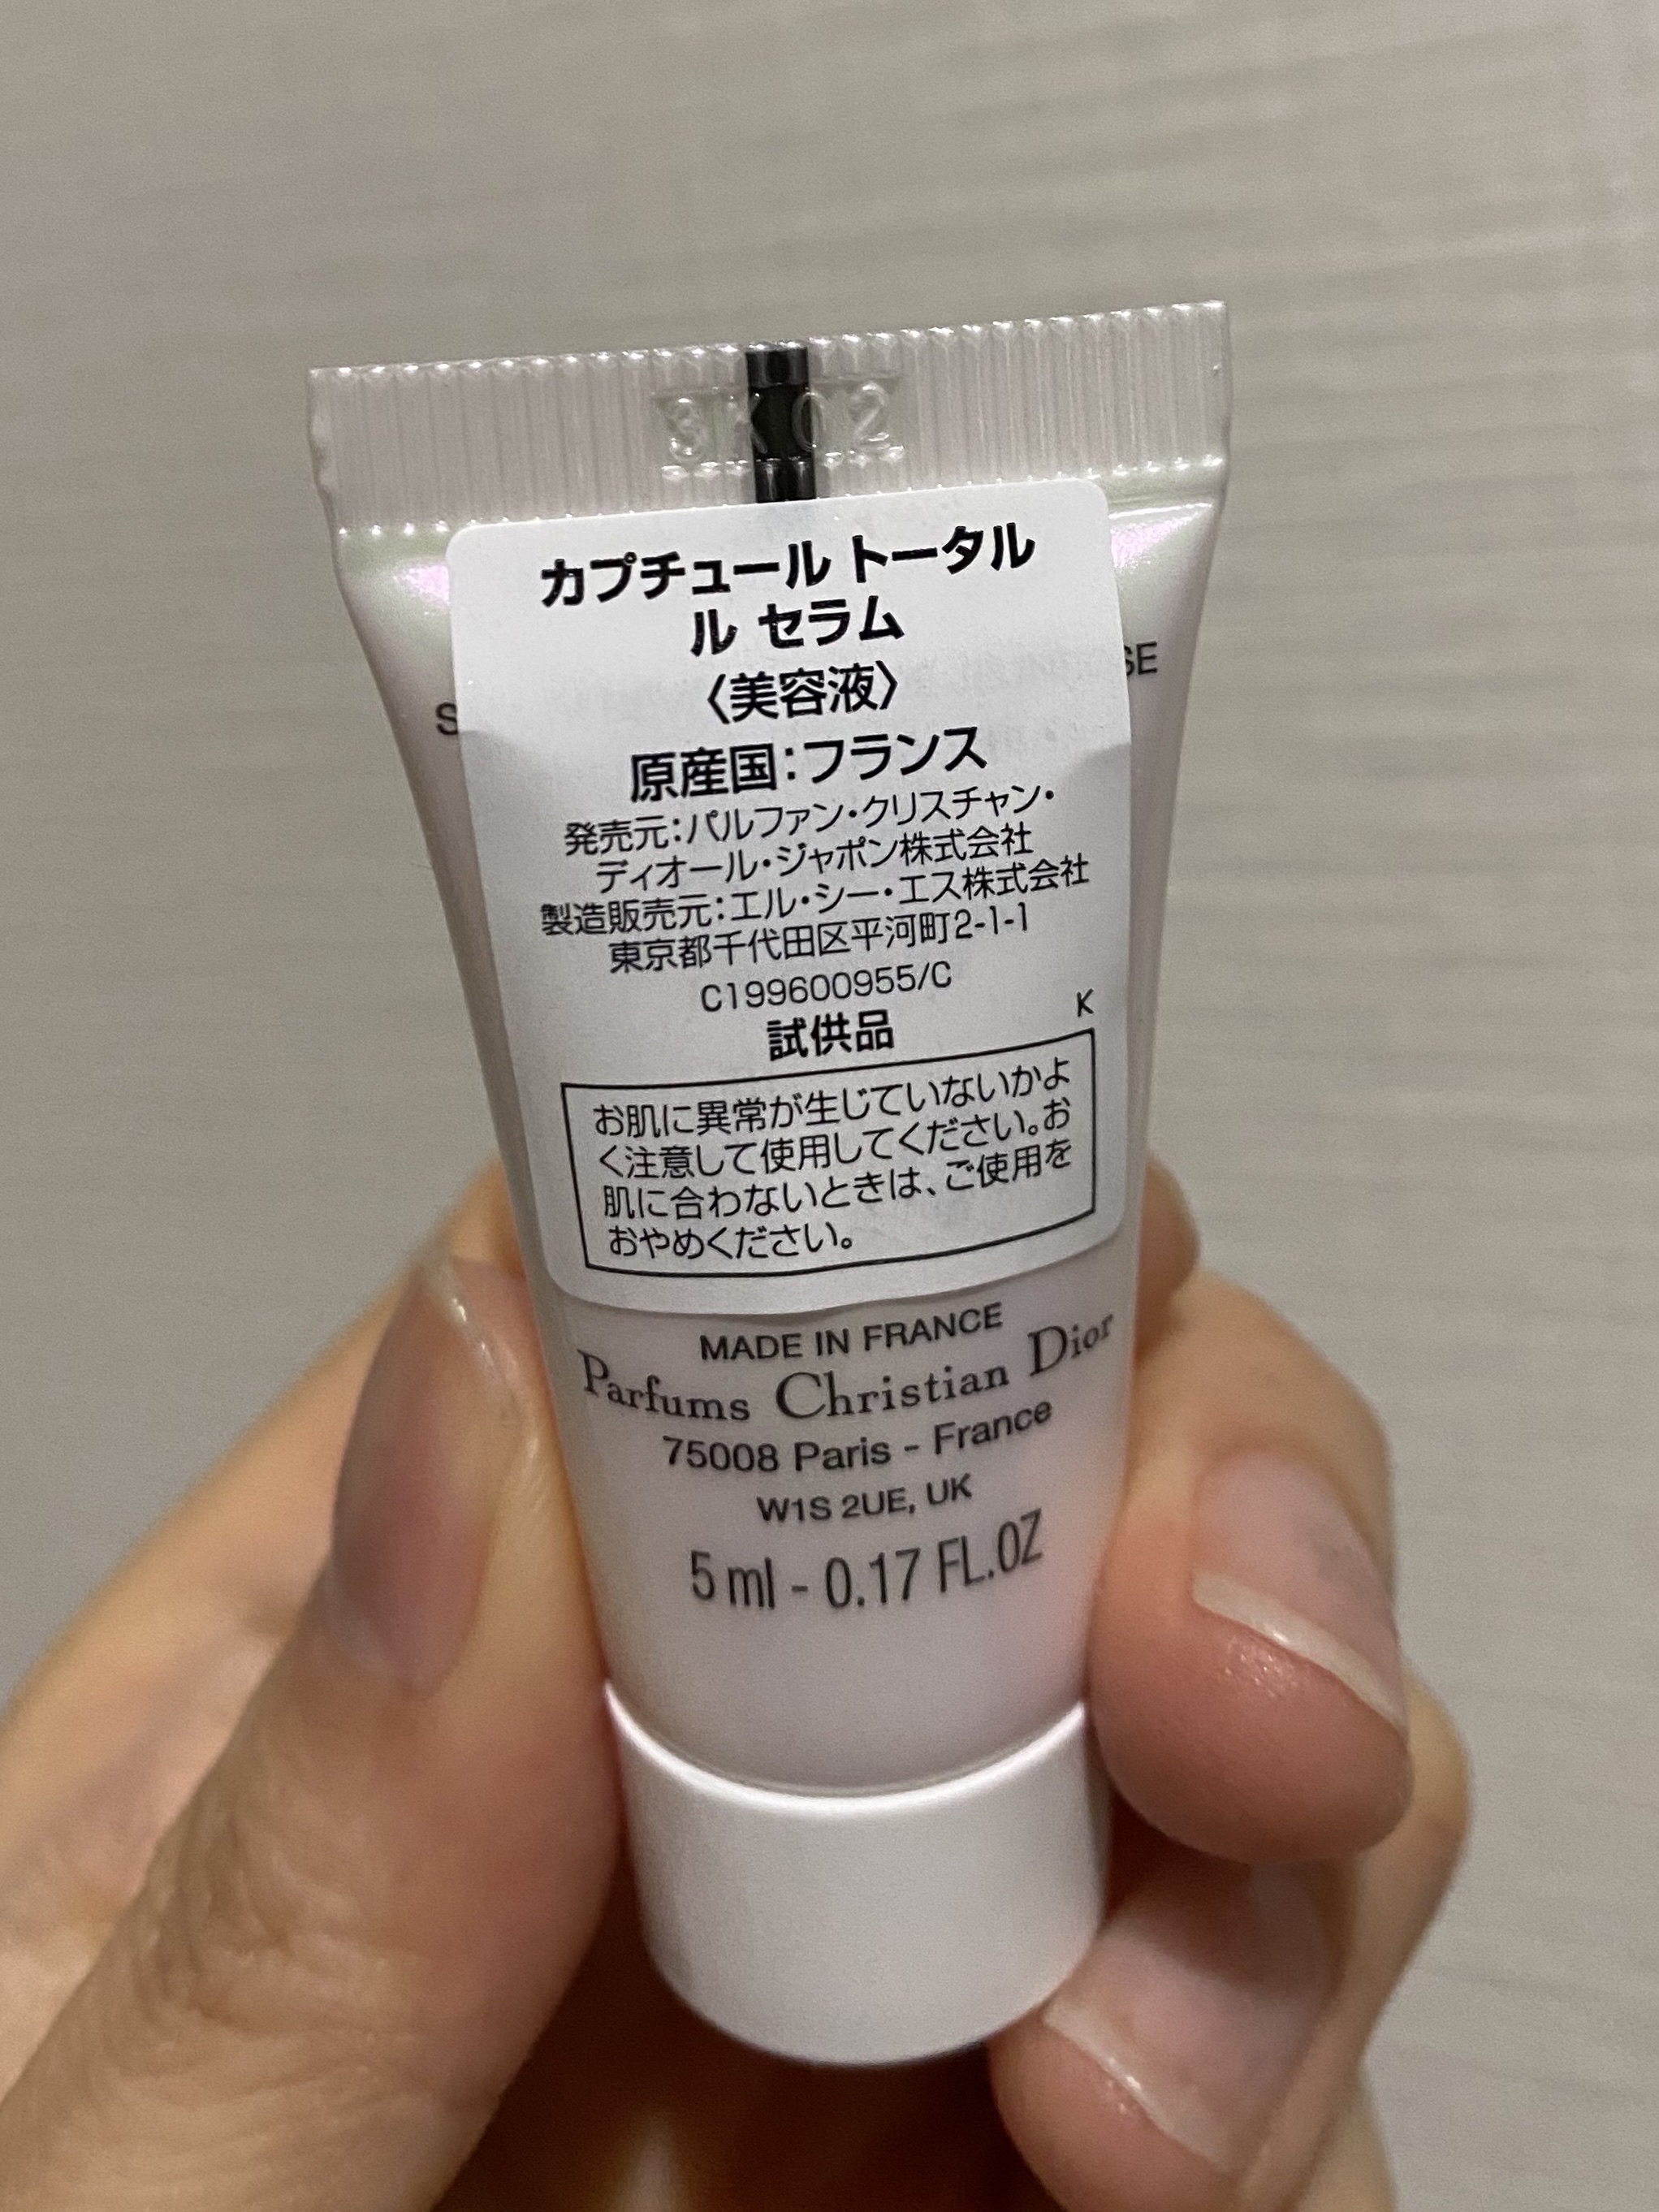 3K02
カプチュール トータル
ル セラム
〈美容液〉
原産国：フランス
発売元：パルファン・クリスチャン・
ディオール・ジャポン株式会社
製造販売元：エル・シー・エス株式会社
東京都千代田区平河町2-1-1
C199600955/C
K
試供品
お肌に異常が生じていないかよ
く注意して使用してください。お
肌に合わないときは、ご使用を
おやめください。
MADE IN FRANCE
Parfums Christian Dior
75008 Paris - France
W1S 2UE, UK
5 ml - 0.17 FL.OZ